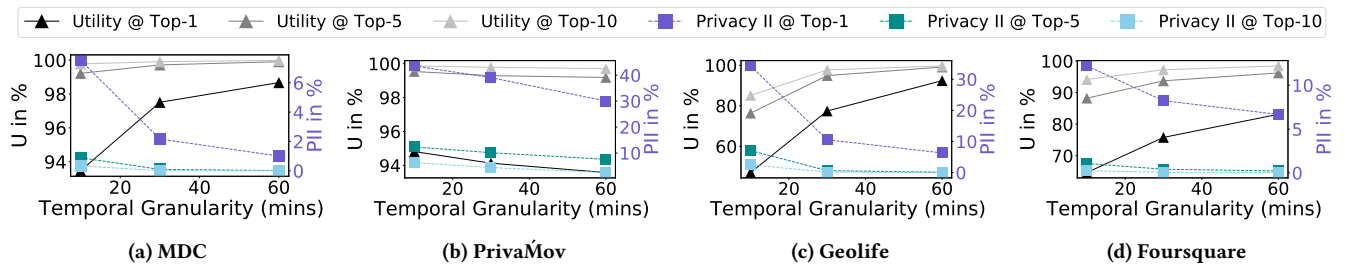 Utility @ Top-1 Utility @ Top-5 Utility @ Top-10 Privacy II @ Top-1 Privacy II @ Top-5 Privacy II @ Top-10
U in %
100
98
96
94
6
4
2
0
PII in %
20 40 60
Temporal Granularity (mins)
(a) MDC
U in %
100
98
96
94
40
30
20
10
PII in %
20 40 60
Temporal Granularity (mins)
(b) PrivaḾov
U in %
100
80
60
30
20
10
0
PII in %
20 40 60
Temporal Granularity (mins)
(c) Geolife
U in %
100
90
80
70
10
5
0
PII in %
20 40 60
Temporal Granularity (mins)
(d) Foursquare